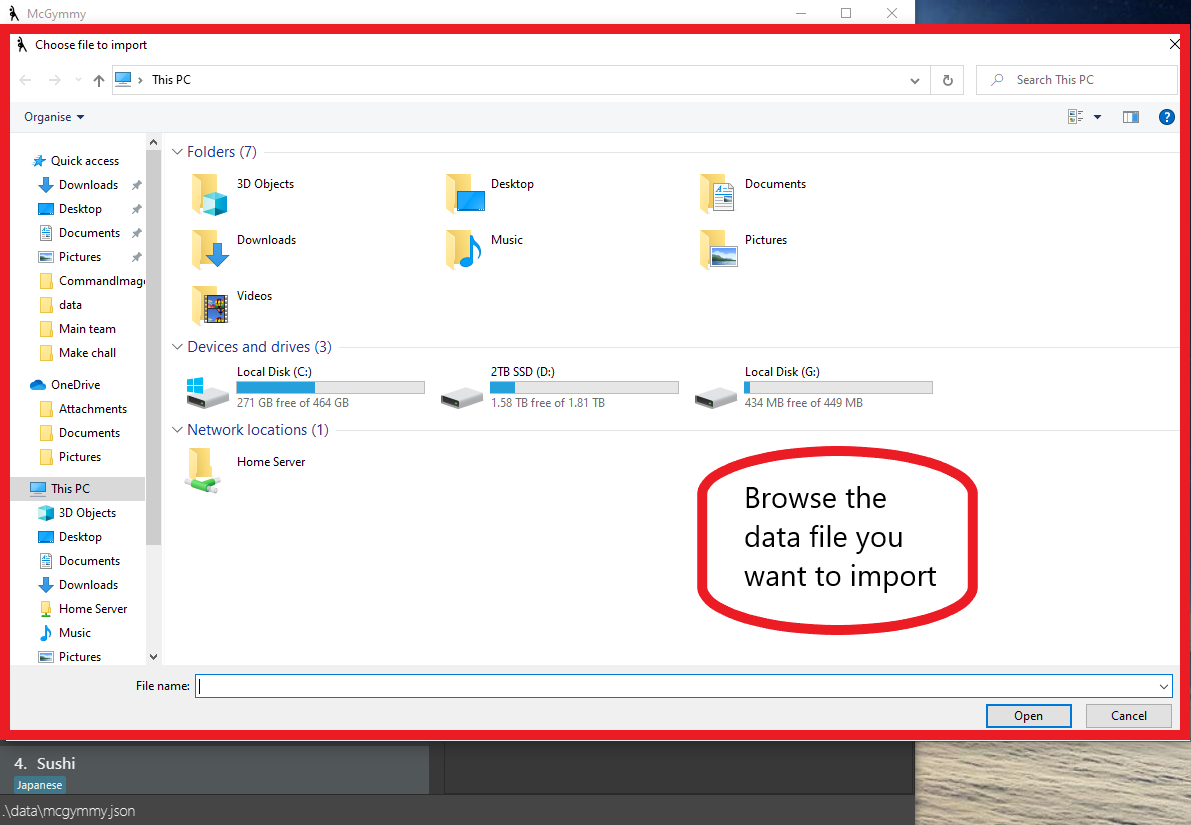 McGymmy
Choose file to import
This PC
Search This PC
Organise
Quick access
Downloads
Desktop
Documents
Pictures
CommandImage
data
Main team
Make chall
OneDrive
Attachments
Documents
Pictures
This PC
3D Objects
Desktop
Documents
Downloads
Home Server
Music
Pictures
Folders (7)
3D Objects
Desktop
Documents
Downloads
Music
Pictures
Videos
Devices and drives (3)
Local Disk (C:)
271 GB free of 464 GB
2TB SSD (D:)
1.58 TB free of 1.81 TB
Local Disk (G:)
434 MB free of 449 MB
Network locations (1)
Home Server
Browse the
data file you
want to import
File name:
Open
Cancel
4. Sushi
Japanese
.\data\mcgymmy.json